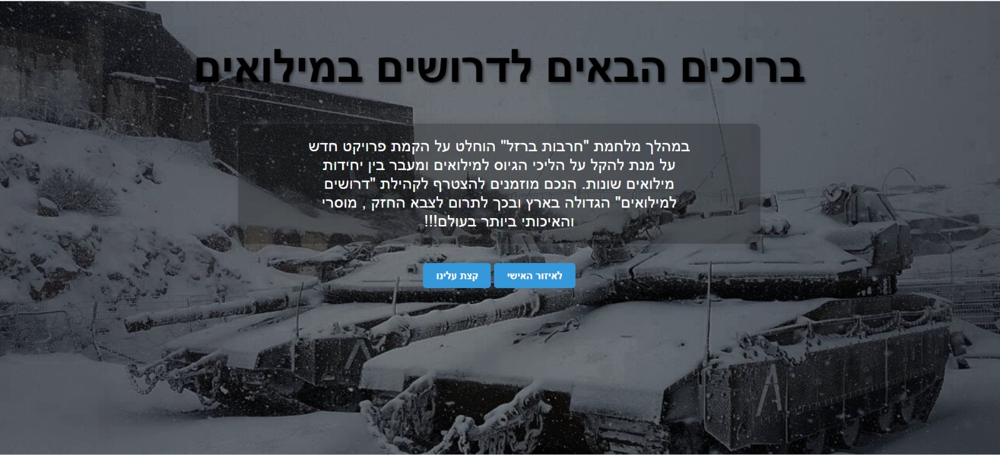 ברוכים הבאים לדרושים במילואים
במהלך מלחמת "חרבות ברזל" הוחלט על הקמת פרויקט חדש
על מנת להקל על הליכי הגיוס למילואים ומעבר בין יחידות
מילואים שונות. הנכם מוזמנים להצטרף לקהילת "דרושים
למילואים" הגדולה בארץ ובכך לתרום לצבא החזק , מוסרי
והאיכותי ביותר בעולם!!!
לאיזור האישי
קצת עלינו